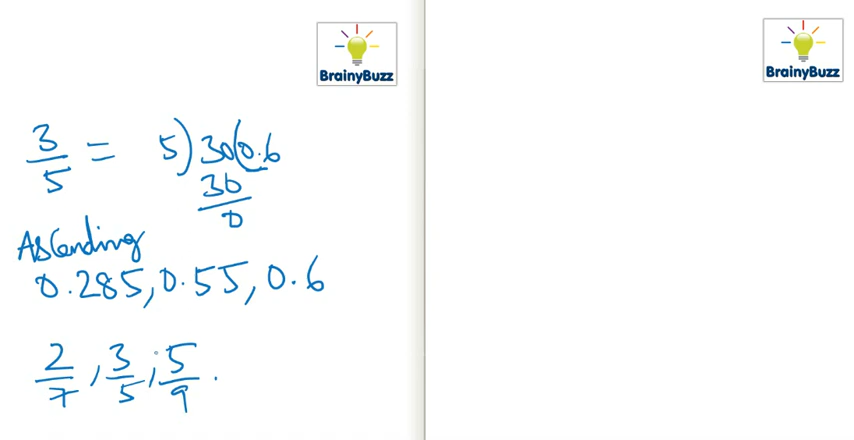 BrainyBuzz
BrainyBuzz
3/5 = 5)30(0.6
30
0
Ascending
0.285, 0.55, 0.6
2/7, 3/5, 5/9.